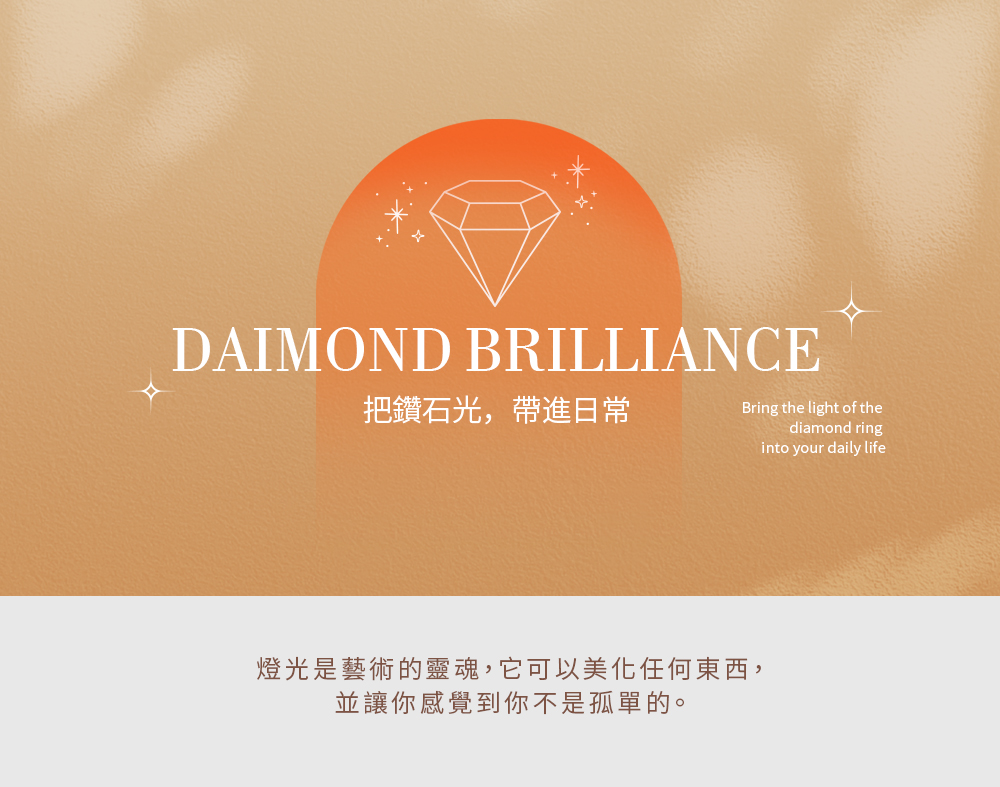 DAIMOND BRILLIANCE
把鑽石光，帶進日常
Bring the light of the
diamond ring
into your daily life
燈光是藝術的靈魂，它可以美化任何東西，
並讓你感覺到你不是孤單的。